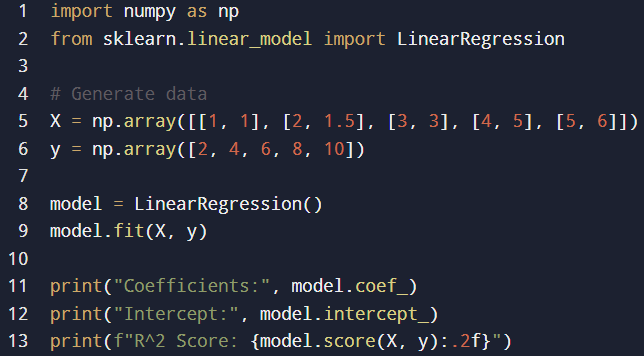 1 import numpy as np
2 from sklearn.linear_model import LinearRegression
3
4 # Generate data
5 X = np.array([[1, 1], [2, 1.5], [3, 3], [4, 5], [5, 6]])
6 y = np.array([2, 4, 6, 8, 10])
7
8 model = LinearRegression()
9 model.fit(X, y)
10
11 print("Coefficients:", model.coef_)
12 print("Intercept:", model.intercept_)
13 print(f"R^2 Score: {model.score(X, y):.2f}")